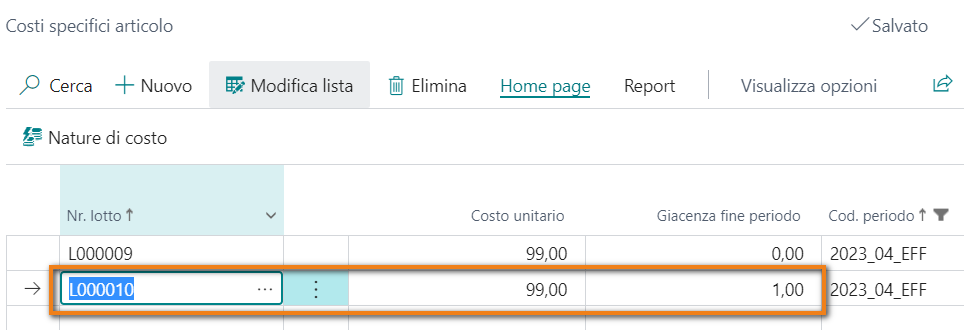 Costi specifici articolo Salvato
Cerca Nuovo Modifica lista Elimina Home page Report Visualizza opzioni
Nature di costo
Nr. lotto ↑ Costo unitario Giacenza fine periodo Cod. periodo ↑
L000009 99,00 0,00 2023_04_EFF
L000010 ... 99,00 1,00 2023_04_EFF